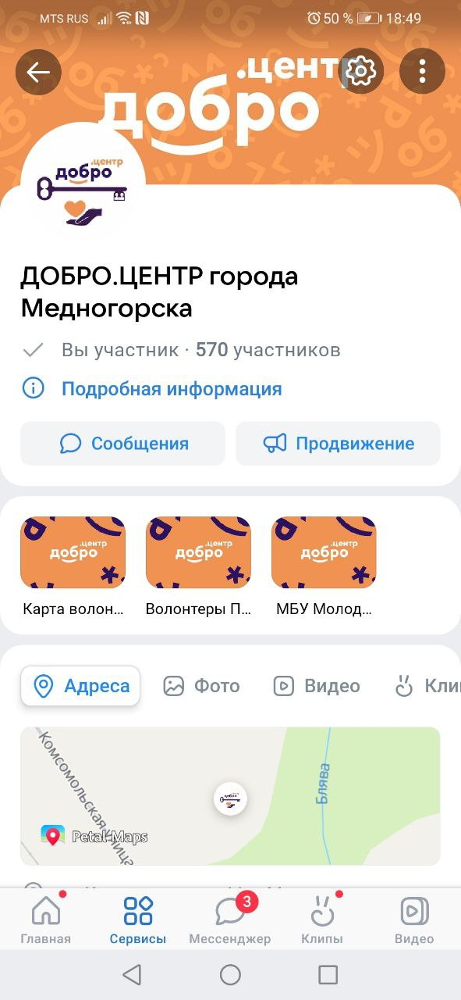 MTS RUS 50 % 18:49
.цент
добро
.центр
добро
ДОБРО.ЦЕНТР города
Медногорска
Вы участник · 570 участников
Подробная информация
Сообщения Продвижение
.центр .центр .центр
добро добро добро
Карта волон... Волонтеры П... МБУ Молод...
Адреса Фото Видео Кли
Комсомольская улица
Блява
.центр
добро
Petal Maps
3
Главная Сервисы Мессенджер Клипы Видео